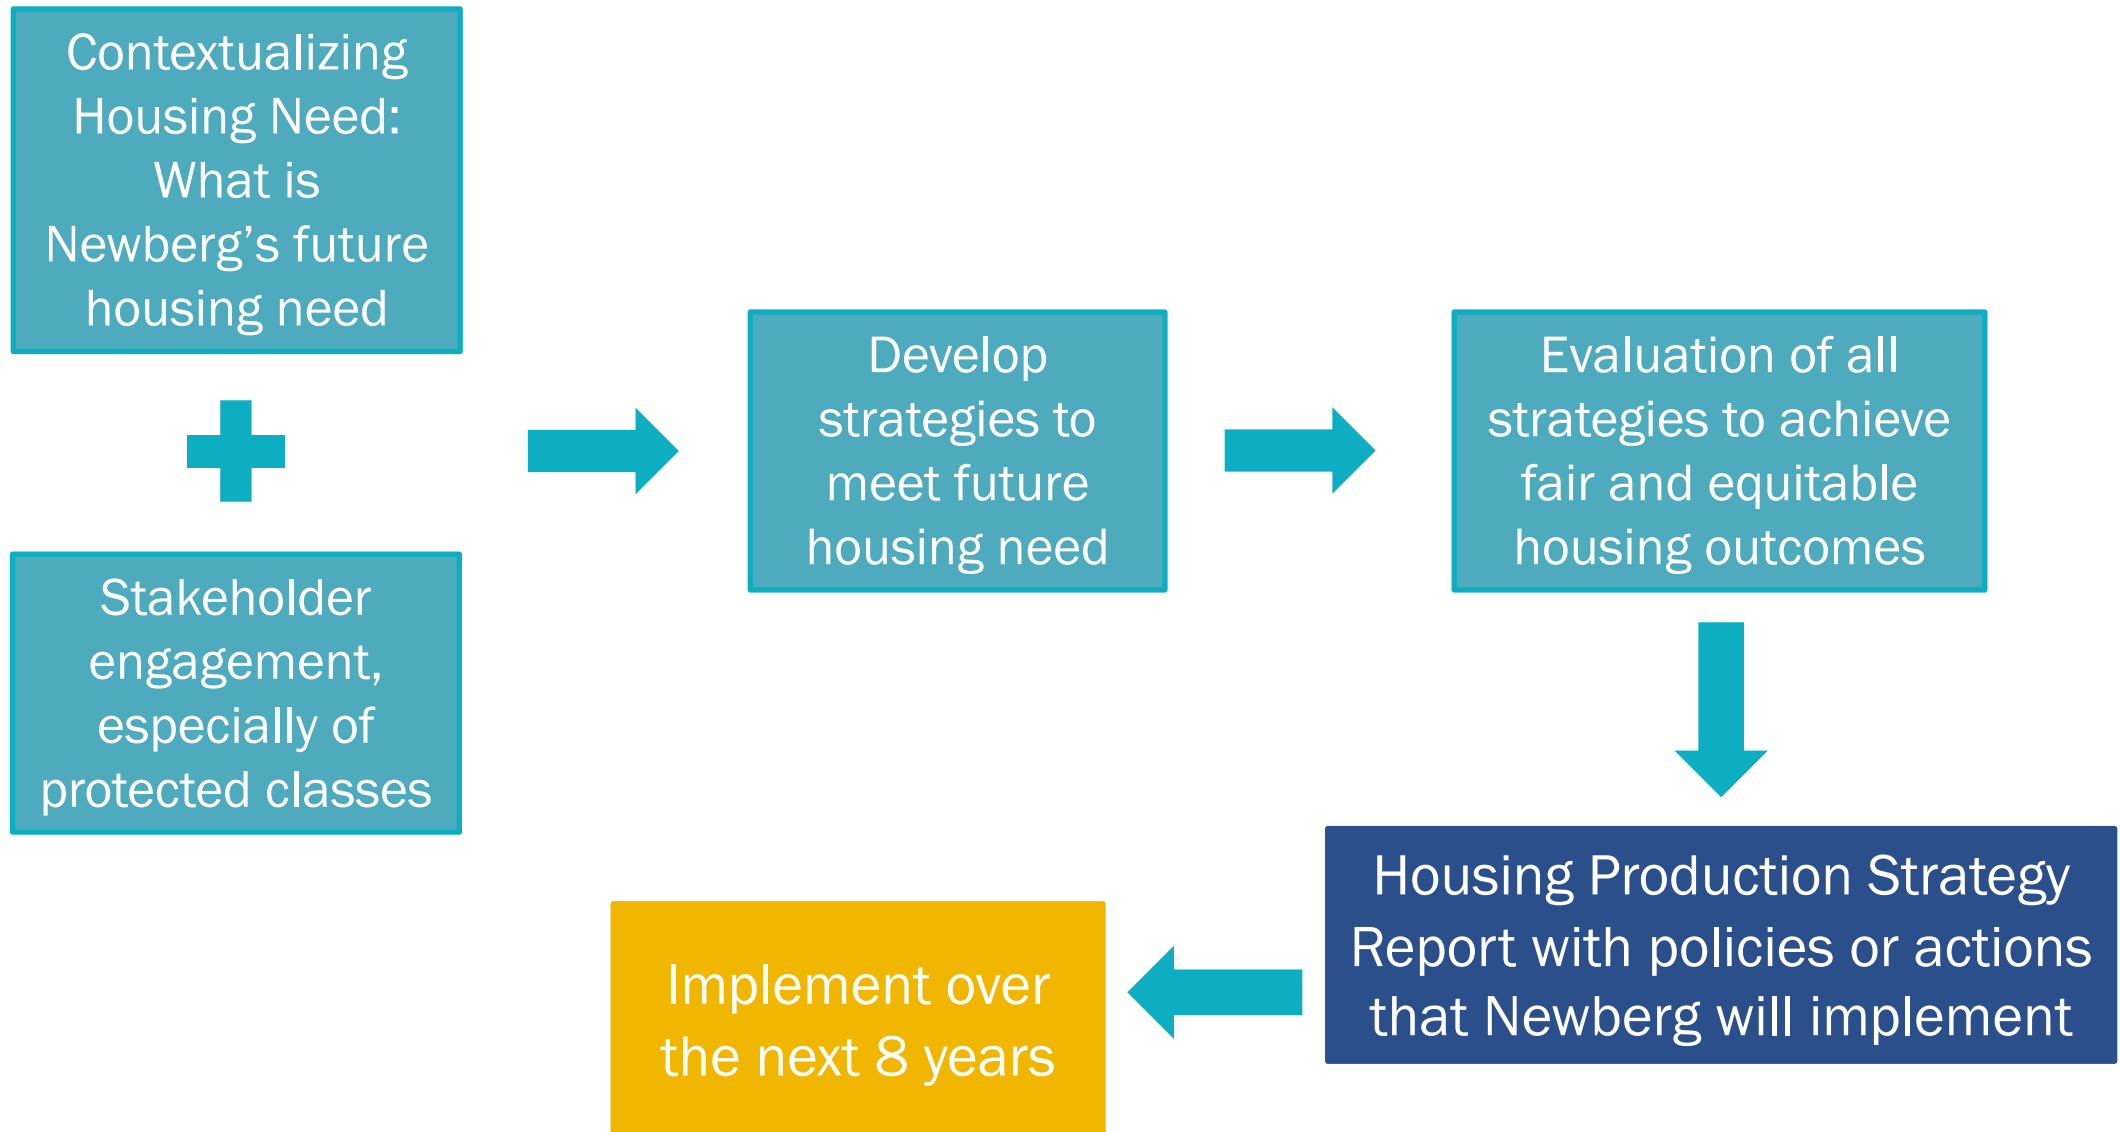 Contextualizing
Housing Need:
What is
Newberg’s future
housing need
Stakeholder
engagement,
especially of
protected classes
Develop
strategies to
meet future
housing need
Evaluation of all
strategies to achieve
fair and equitable
housing outcomes
Housing Production Strategy
Report with policies or actions
that Newberg will implement
Implement over
the next 8 years